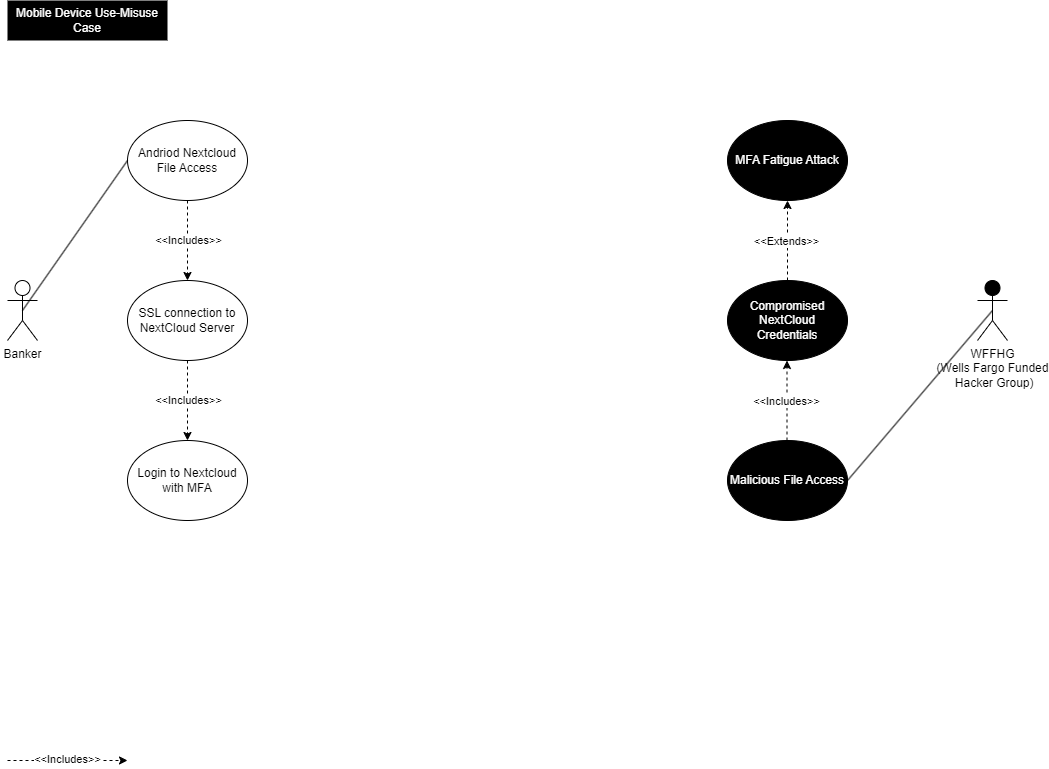 Mobile Device Use-Misuse
Case
Andriod Nextcloud
File Access
MFA Fatigue Attack
<<Includes>>
<<Extends>>
SSL connection to
NextCloud Server
Compromised
NextCloud
Credentials
Banker
WFFHG
(Wells Fargo Funded
Hacker Group)
<<Includes>>
<<Includes>>
Login to Nextcloud
with MFA
Malicious File Access
<<Includes>>